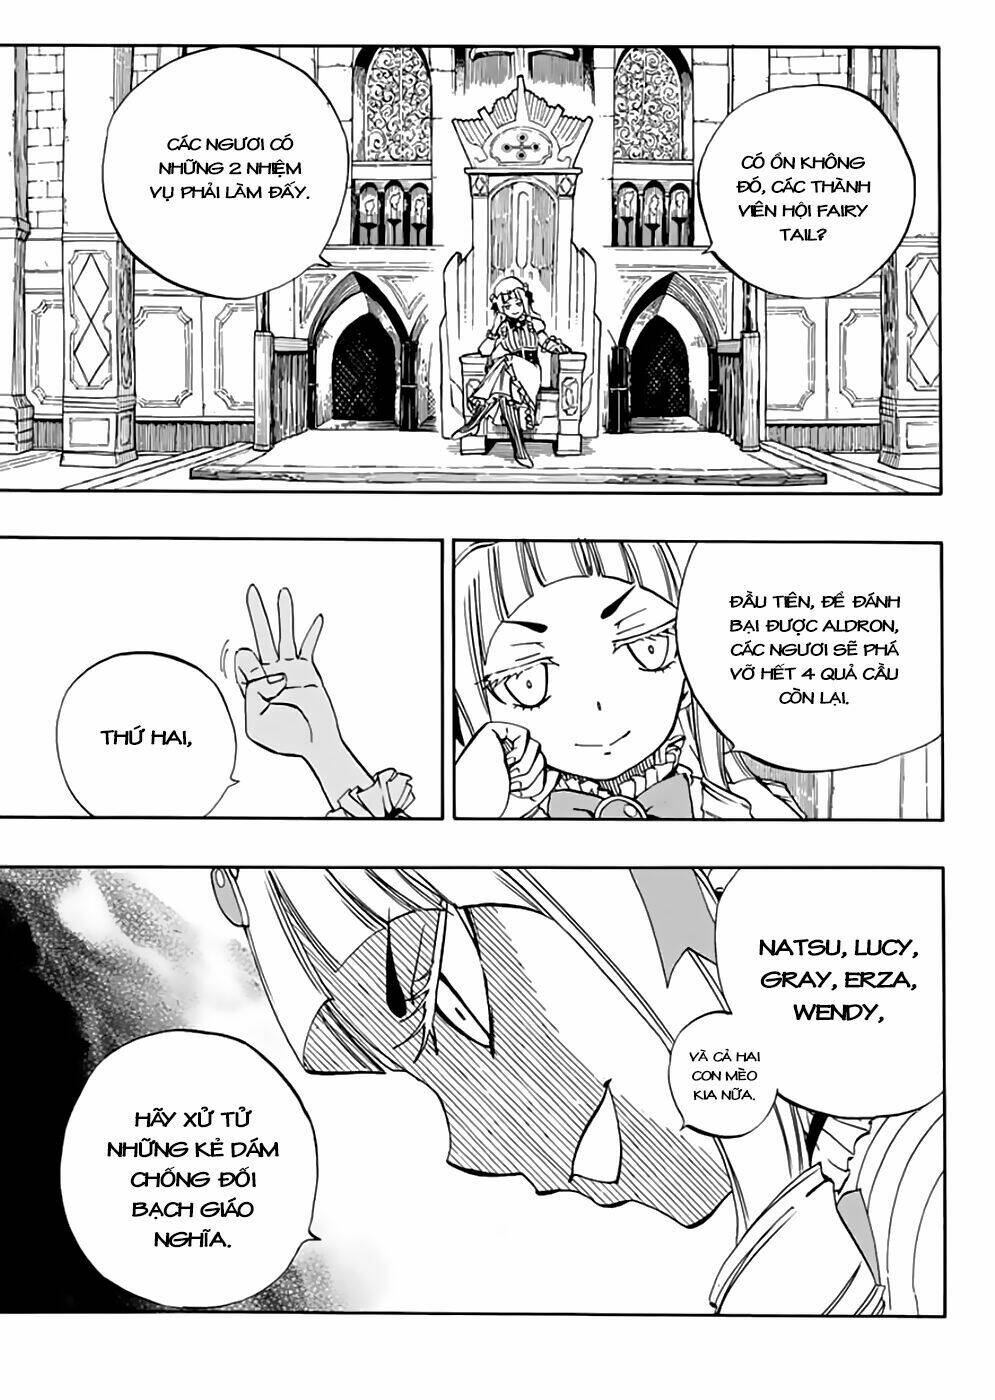 CÓ ỔN KHÔNG
ĐÓ, CÁC THÀNH
VIÊN HỘI FAIRY
TAIL?
CÁC NGƯƠI CÓ
NHỮNG 2 NHIỆM
VỤ PHẢI LÀM ĐẤY.
ĐẦU TIÊN, ĐỂ ĐÁNH
BẠI ĐƯỢC ALDRON,
CÁC NGƯƠI SẼ PHÁ
VỠ HẾT 4 QUẢ CẦU
CÒN LẠI.
THỨ HAI,
NATSU, LUCY,
GRAY, ERZA,
WENDY,
VÀ CẢ HAI
CON MÈO
KIA NỮA.
HÃY XỬ TỬ
NHỮNG KẺ DÁM
CHỐNG ĐỐI
BẠCH GIÁO
NGHĨA.